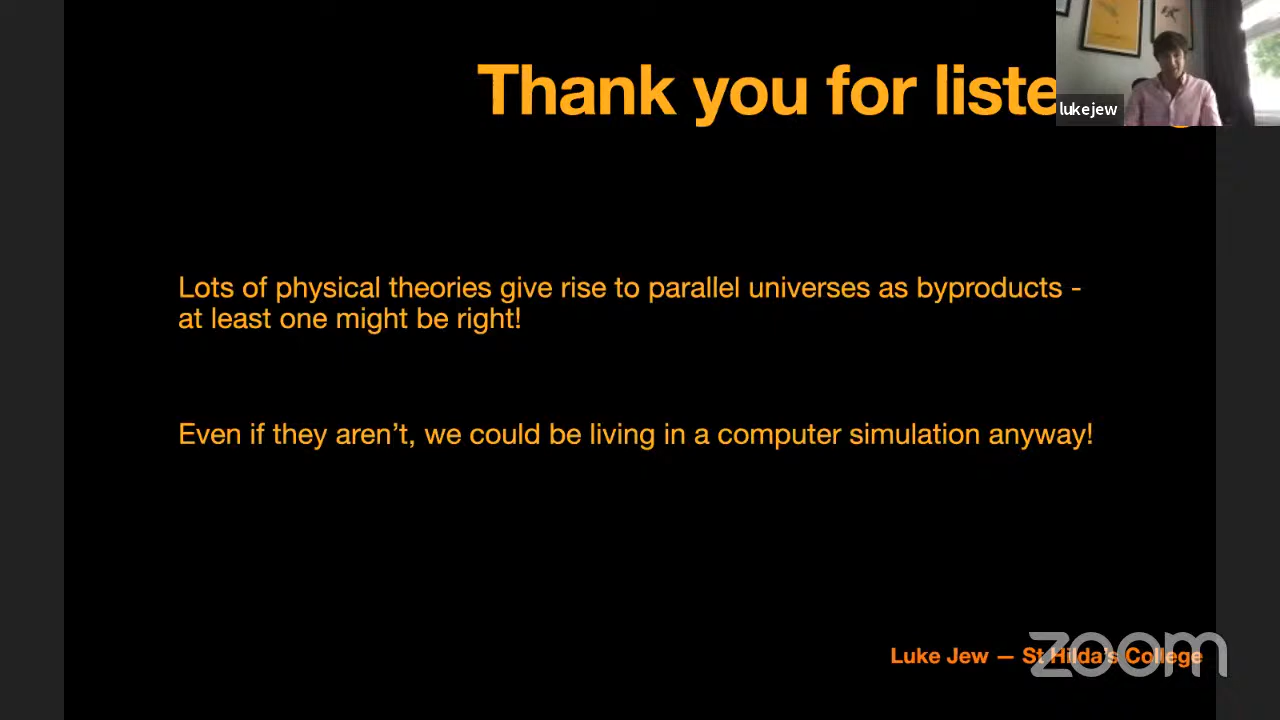 Thank you for liste
lukejew
Lots of physical theories give rise to parallel universes as byproducts -
at least one might be right!
Even if they aren’t, we could be living in a computer simulation anyway!
Luke Jew — St Hilda’s College
zoom